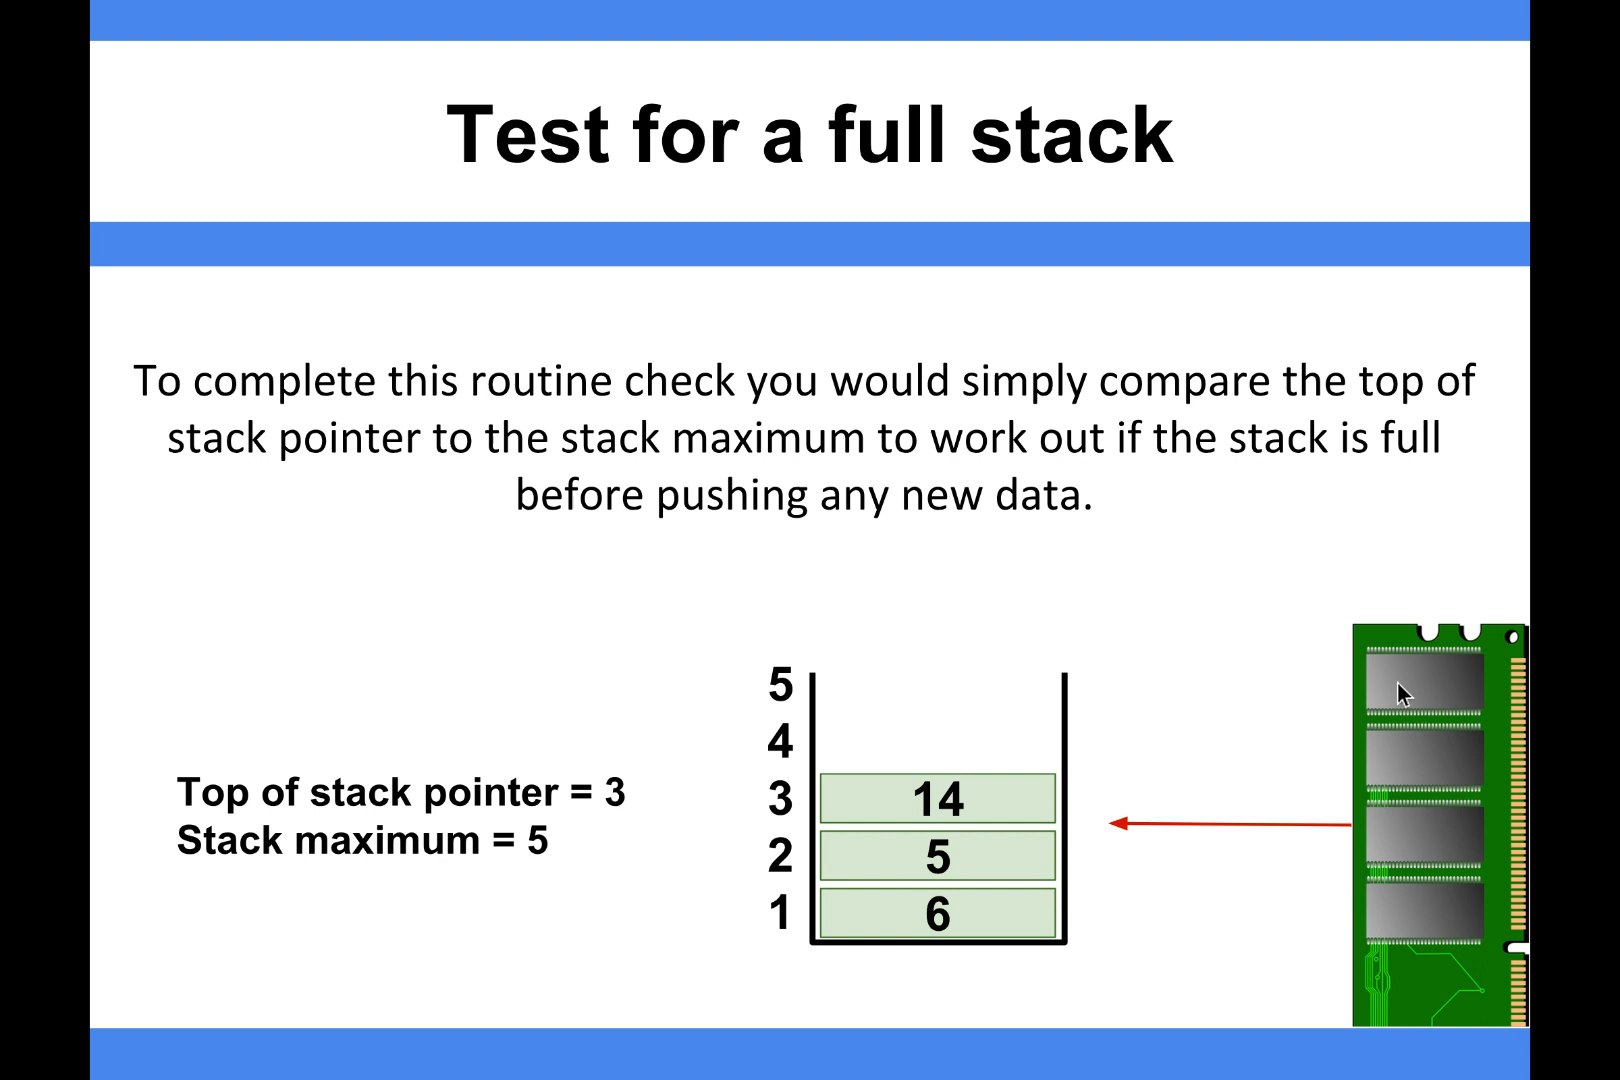 Test for a full stack
To complete this routine check you would simply compare the top of
stack pointer to the stack maximum to work out if the stack is full
before pushing any new data.
Top of stack pointer = 3
Stack maximum = 5
5
4
3 14
2 5
1 6